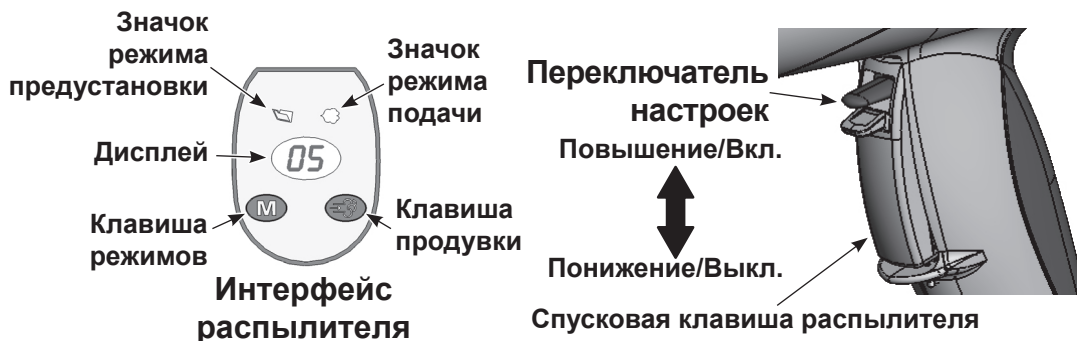 Значок
режима
предустановки
Значок
режима
подачи
Дисплей
05
M
Клавиша
режимов
Клавиша
продувки
Интерфейс
распылителя
Переключатель
настроек
Повышение/Вкл.
Понижение/Выкл.
Спусковая клавиша распылителя